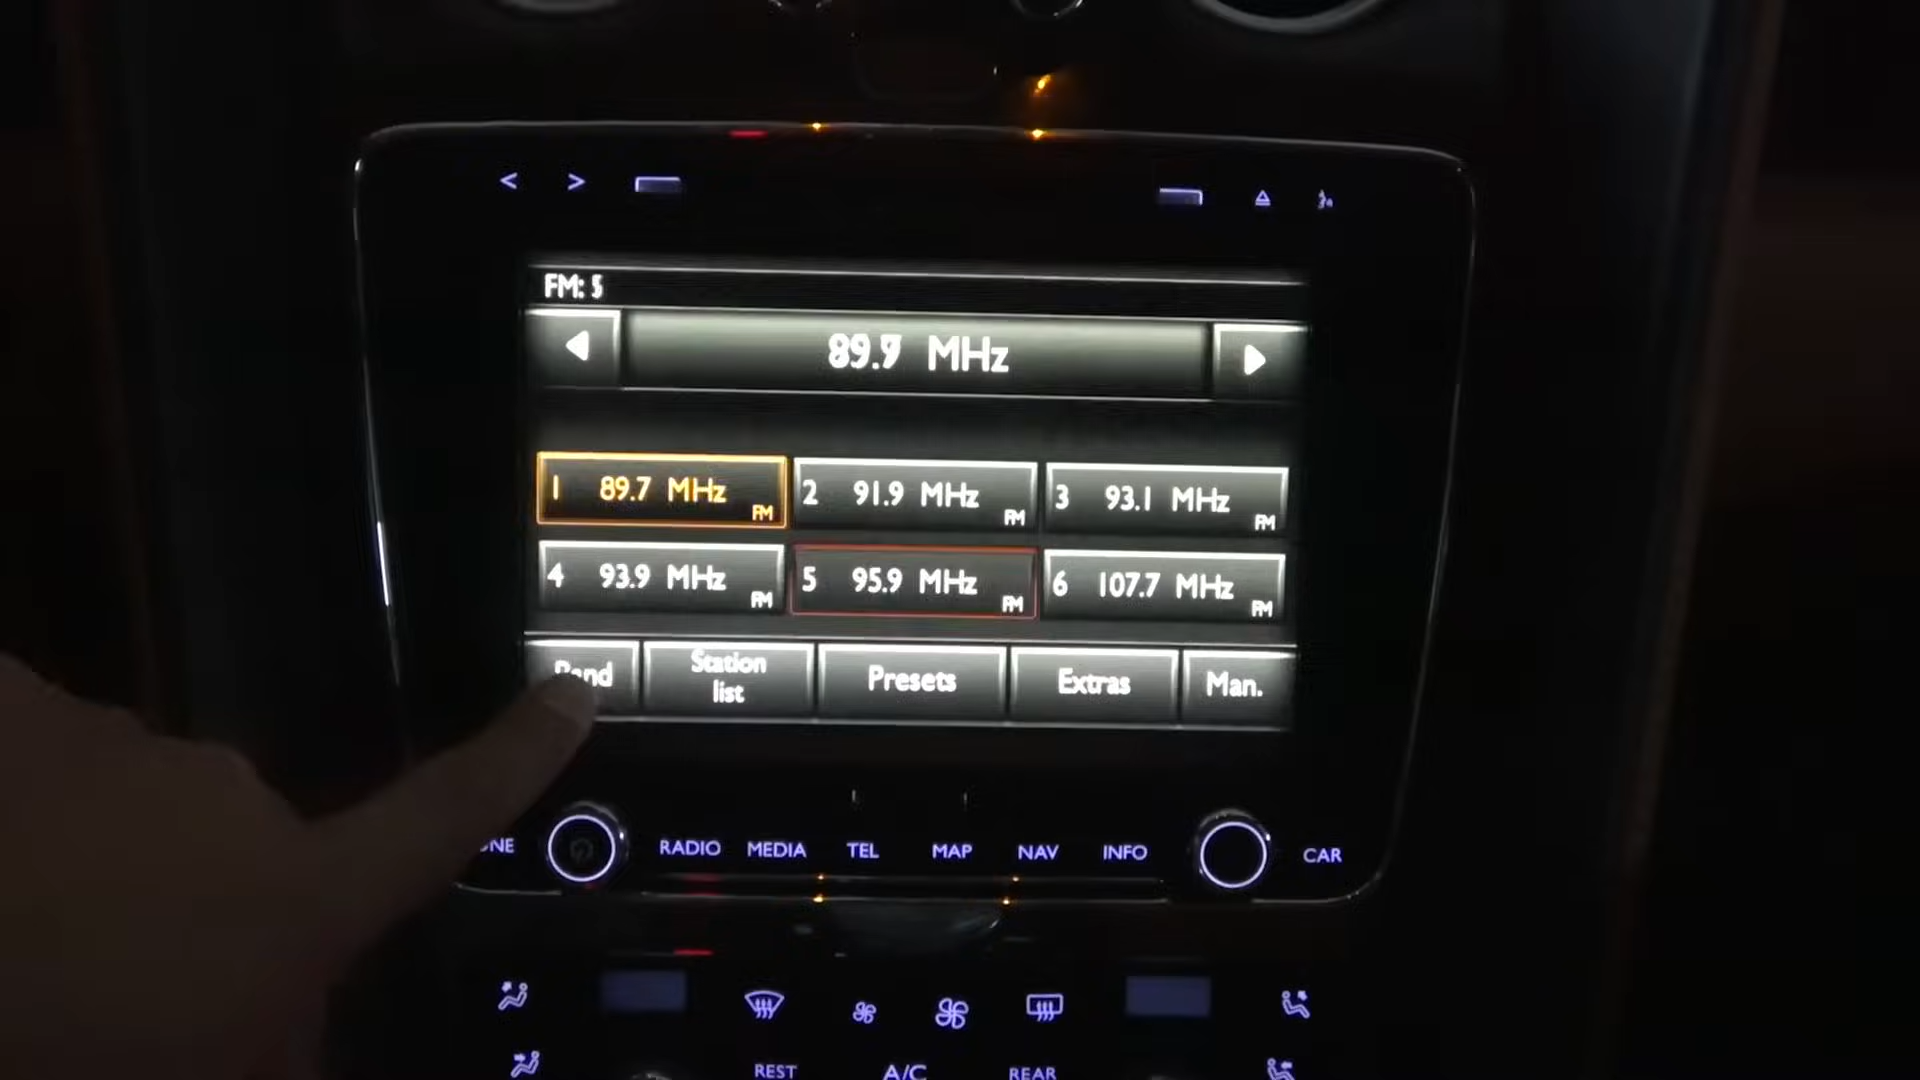 < >
FM: 5
89.7 MHz
1 89.7 MHz FM
2 91.9 MHz FM
3 93.1 MHz FM
4 93.9 MHz FM
5 95.9 MHz FM
6 107.7 MHz FM
Band Station list Presets Extras Man.
RADIO MEDIA TEL MAP NAV INFO CAR
REST A/C REAR